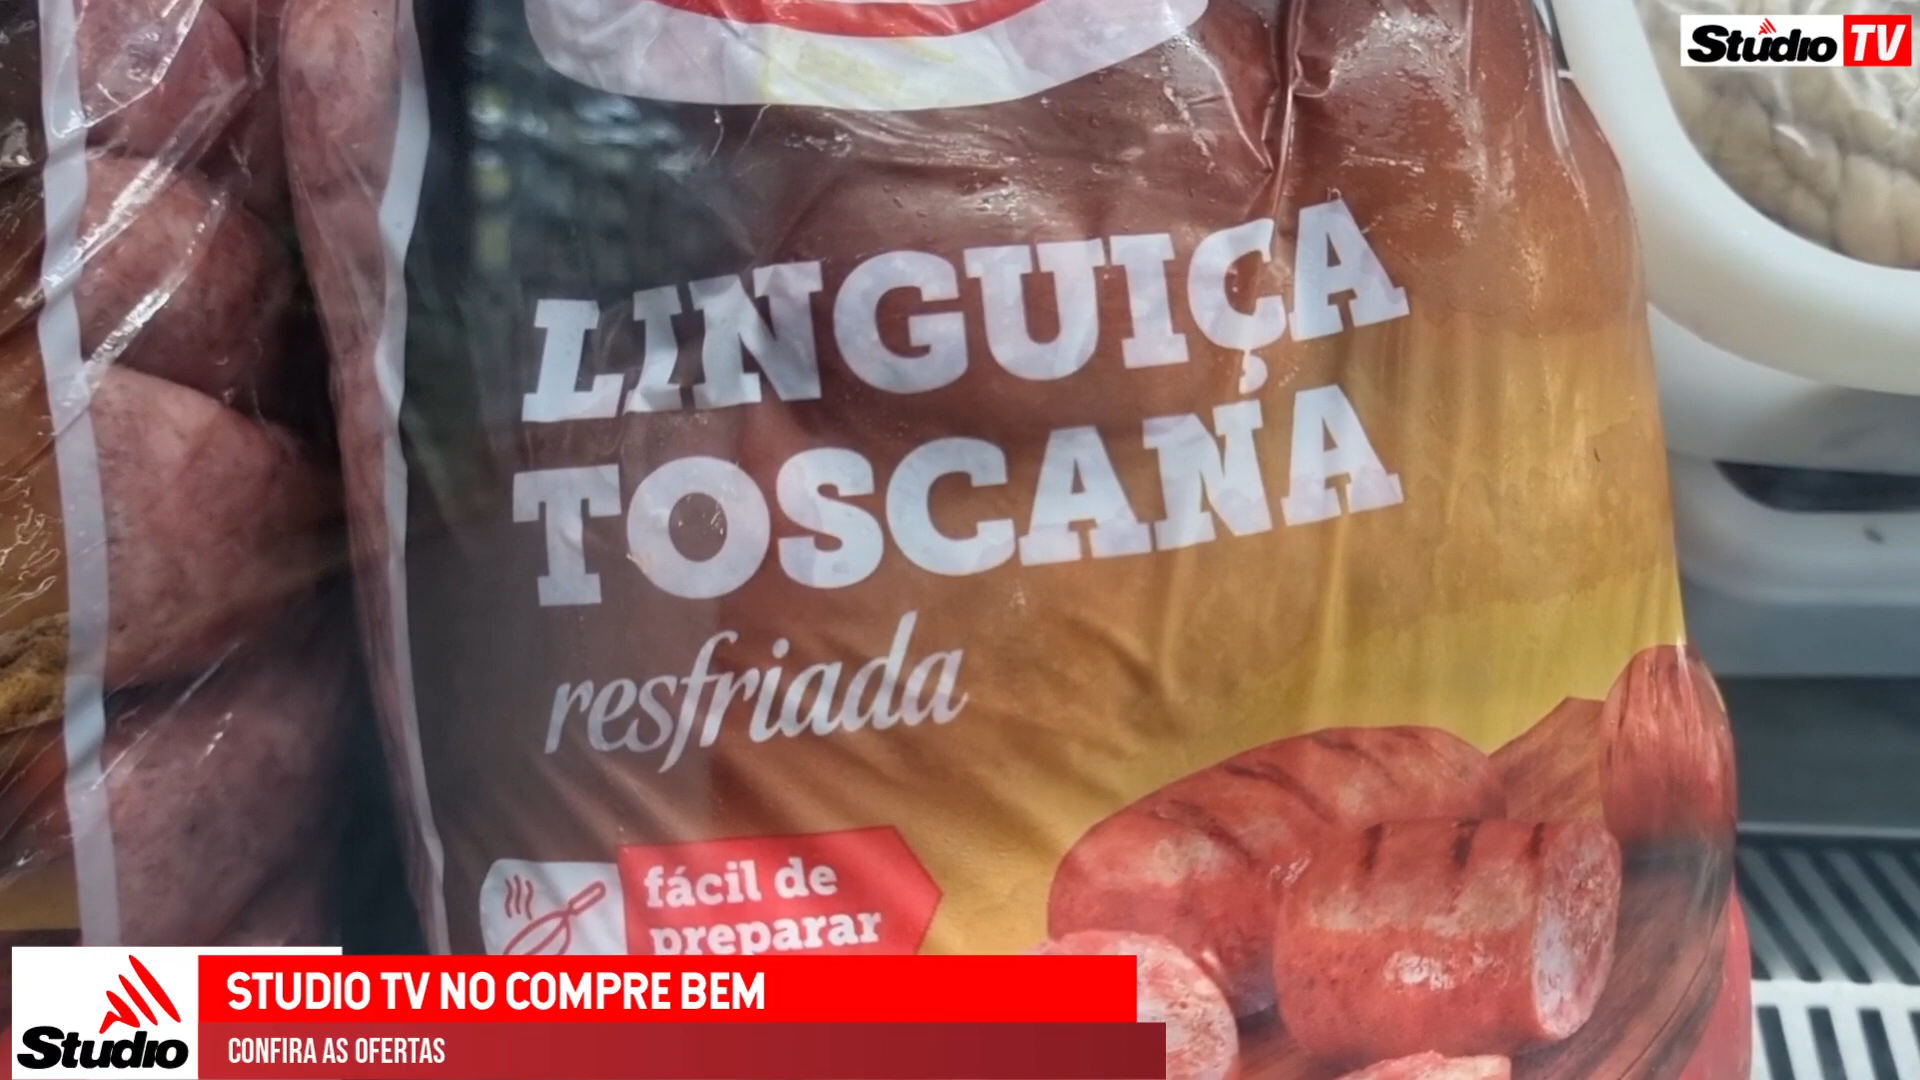 Studio TV
LINGUIÇA
TOSCANA
resfriada
fácil de
preparar
STUDIO TV NO COMPRE BEM
Studio
CONFIRA AS OFERTAS